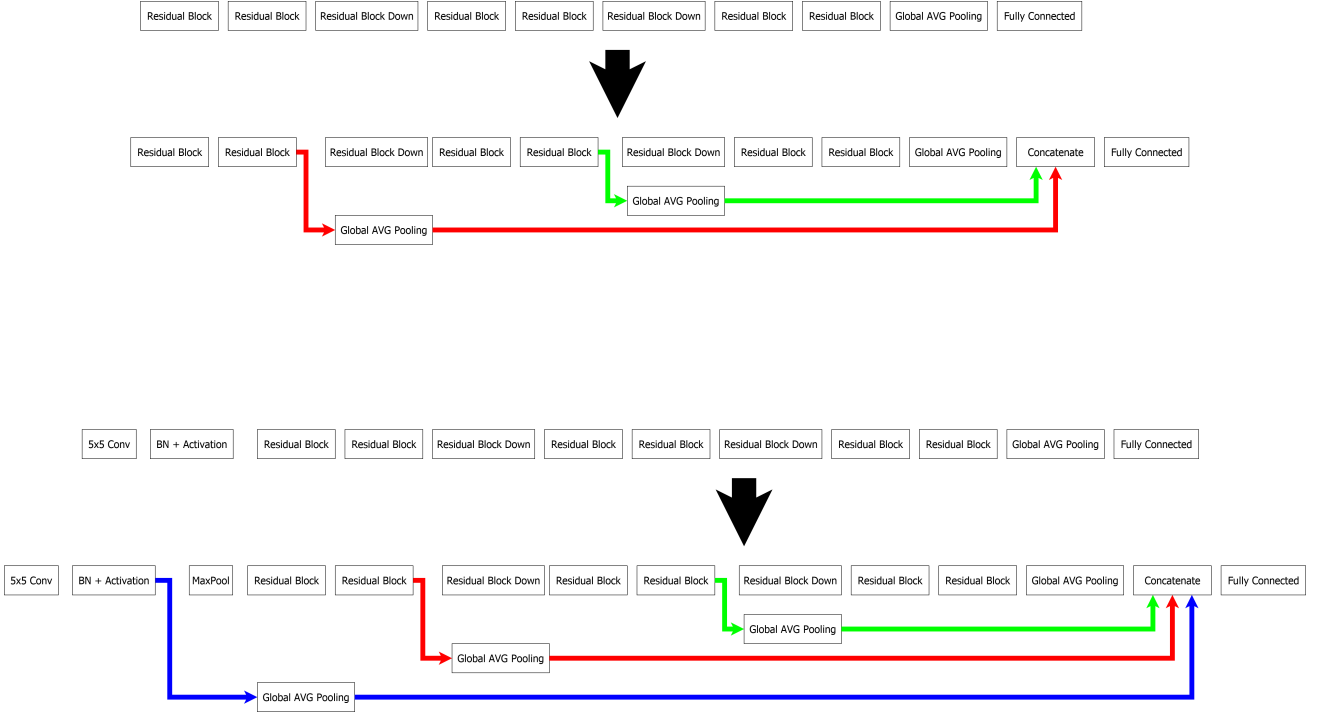 Residual Block Residual Block Residual Block Down Residual Block Residual Block Residual Block Down Residual Block Residual Block Global AVG Pooling Fully Connected
Residual Block Residual Block Residual Block Down Residual Block Residual Block Residual Block Down Residual Block Residual Block Global AVG Pooling Concatenate Fully Connected
Global AVG Pooling
Global AVG Pooling
5x5 Conv BN + Activation Residual Block Residual Block Residual Block Down Residual Block Residual Block Residual Block Down Residual Block Residual Block Global AVG Pooling Fully Connected
5x5 Conv BN + Activation MaxPool Residual Block Residual Block Residual Block Down Residual Block Residual Block Residual Block Down Residual Block Residual Block Global AVG Pooling Concatenate Fully Connected
Global AVG Pooling
Global AVG Pooling
Global AVG Pooling